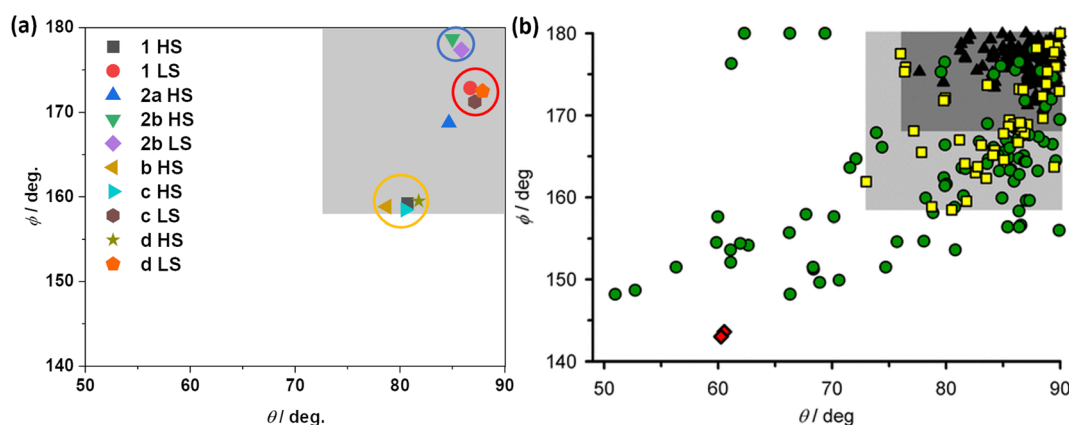 (a)
180
170
160
150
140
ϕ / deg.
1 HS
1 LS
2a HS
2b HS
2b LS
b HS
c HS
c LS
d HS
d LS
50
60
70
80
90
θ / deg.
(b)
180
170
160
150
140
ϕ / deg
50
60
70
80
90
θ / deg